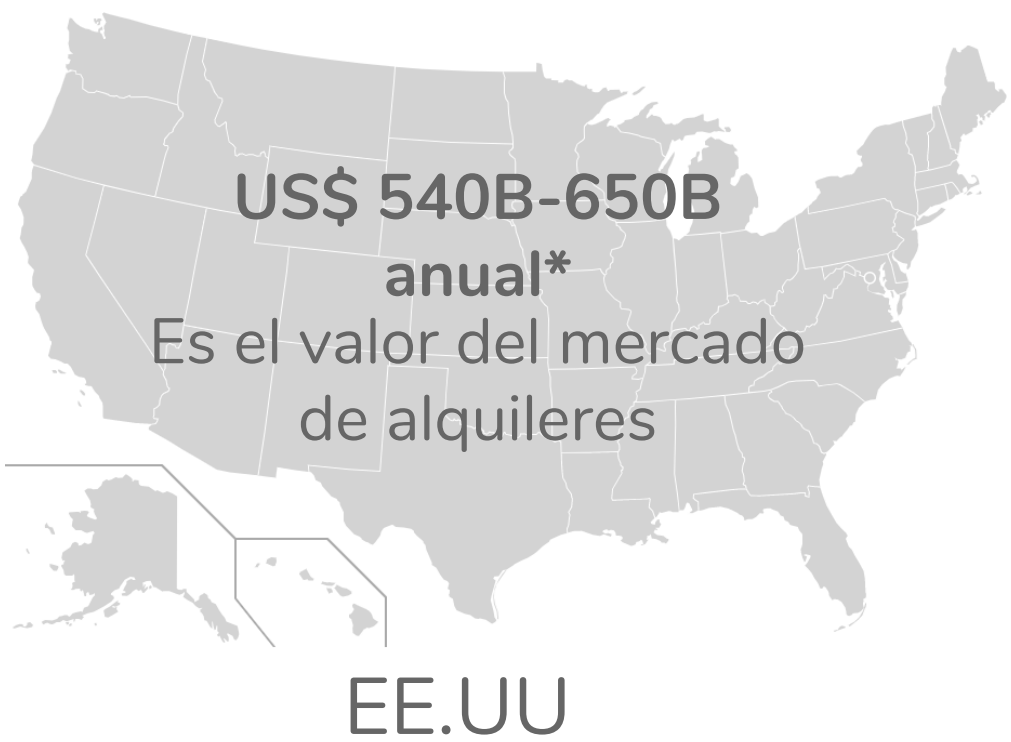 US$ 540B-650B
anual*
Es el valor del mercado
de alquileres
EE.UU